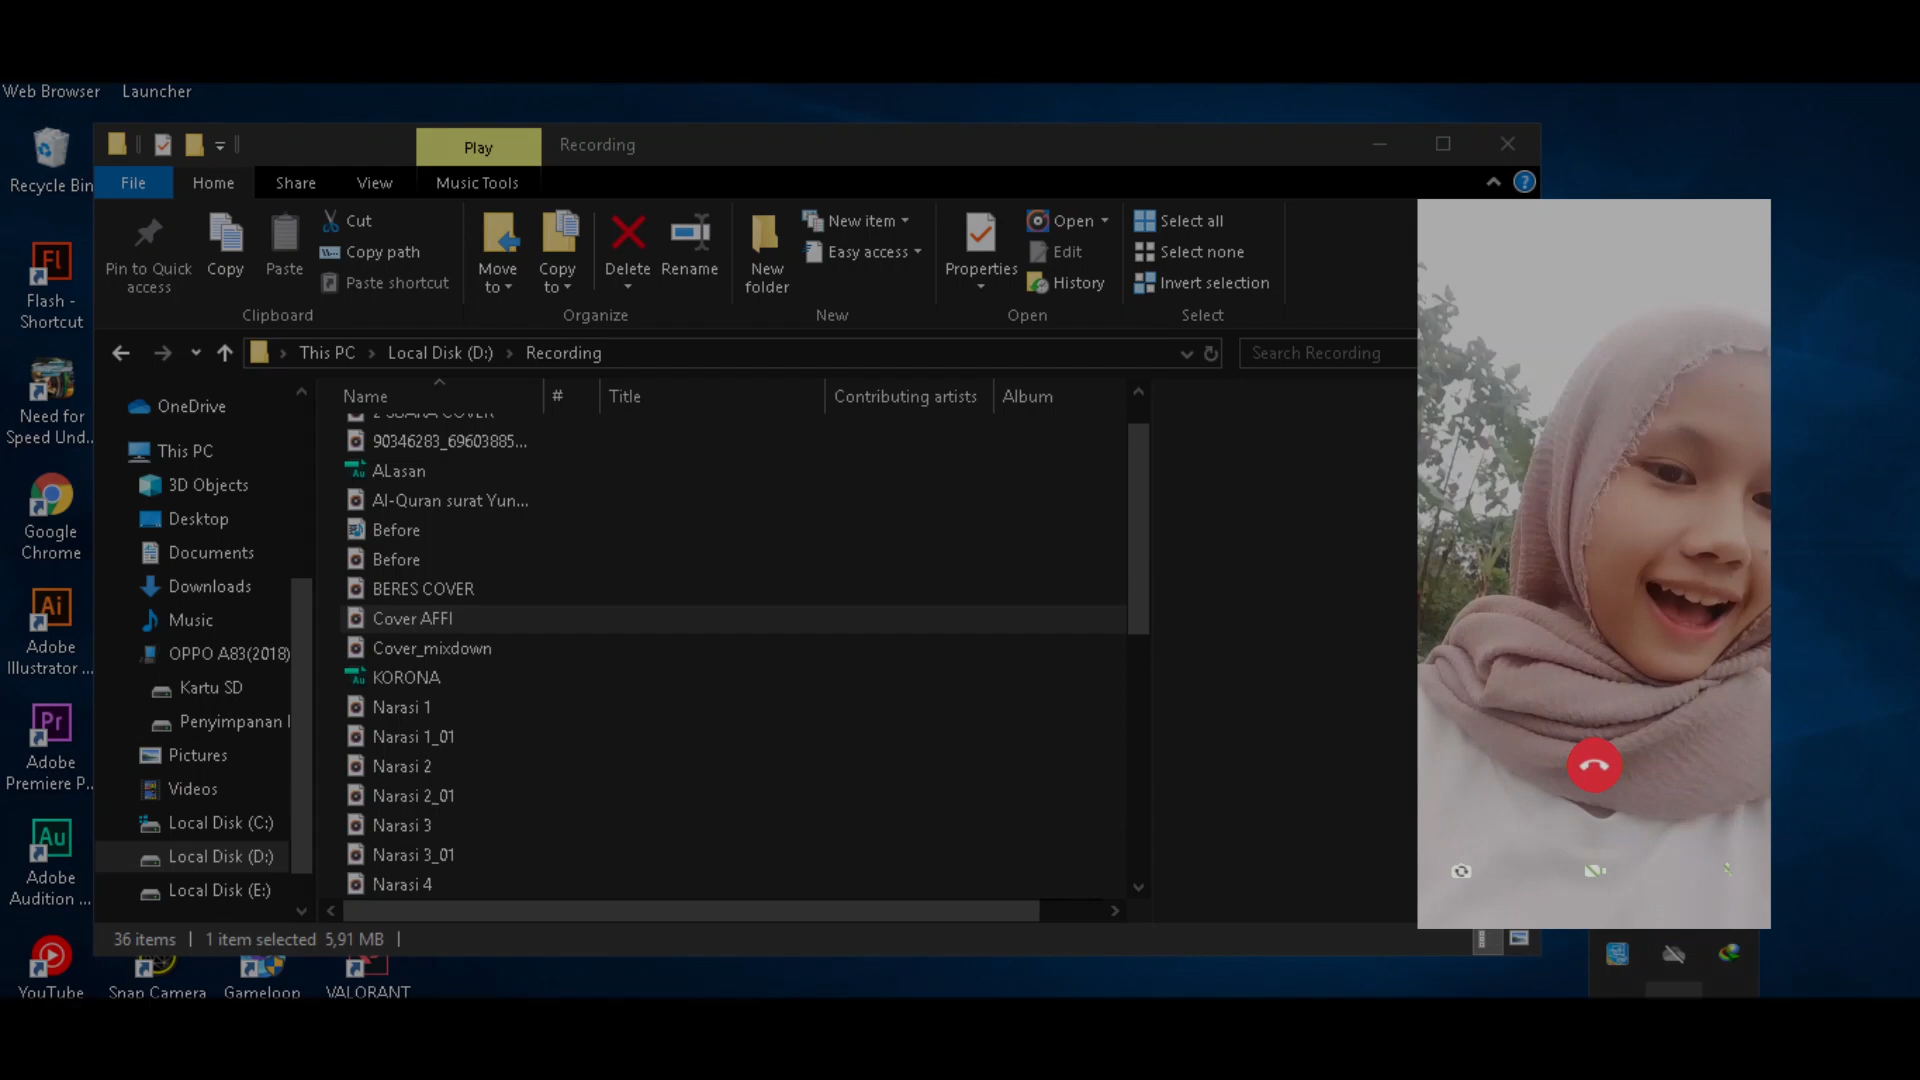 Web Browser
Launcher
Recycle Bin
Flash -
Shortcut
Need for
Speed Und...
Google
Chrome
Adobe
Illustrator ...
Adobe
Premiere P...
Adobe
Audition ...
YouTube
Snap Camera
Gameloop
VALORANT
Play
Recording
File
Home
Share
View
Music Tools
Pin to Quick
access
Copy
Paste
Cut
Copy path
Paste shortcut
Clipboard
Move
to
Copy
to
Delete
Rename
Organize
New
folder
New item
Easy access
New
Properties
Open
Edit
History
Open
Select all
Select none
Invert selection
Select
This PC > Local Disk (D:) > Recording
Search Recording
OneDrive
This PC
3D Objects
Desktop
Documents
Downloads
Music
OPPO A83(2018)
Kartu SD
Penyimpanan I
Pictures
Videos
Local Disk (C:)
Local Disk (D:)
Local Disk (E:)
Name
#
Title
Contributing artists
Album
2 SUARA COVER
90346283_69603885...
ALasan
Al-Quran surat Yun...
Before
Before
BERES COVER
Cover AFFI
Cover_mixdown
KORONA
Narasi 1
Narasi 1_01
Narasi 2
Narasi 2_01
Narasi 3
Narasi 3_01
Narasi 4
36 items
1 item selected 5,91 MB